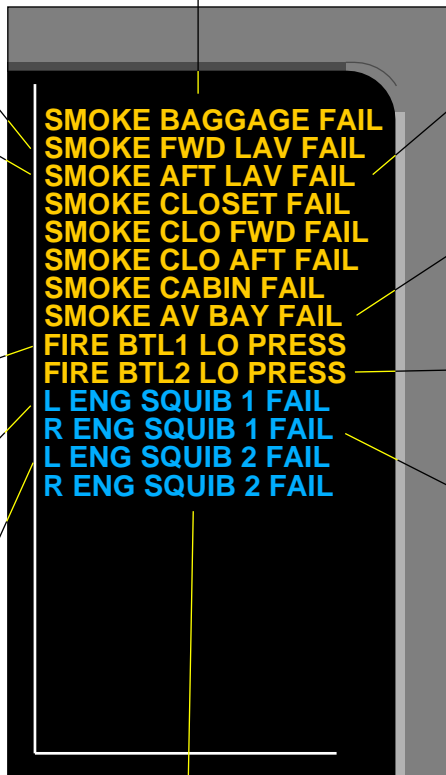 SMOKE BAGGAGE FAIL
SMOKE FWD LAV FAIL
SMOKE AFT LAV FAIL
SMOKE CLOSET FAIL
SMOKE CLO FWD FAIL
SMOKE CLO AFT FAIL
SMOKE CABIN FAIL
SMOKE AV BAY FAIL
FIRE BTL1 LO PRESS
FIRE BTL2 LO PRESS
L ENG SQUIB 1 FAIL
R ENG SQUIB 1 FAIL
L ENG SQUIB 2 FAIL
R ENG SQUIB 2 FAIL